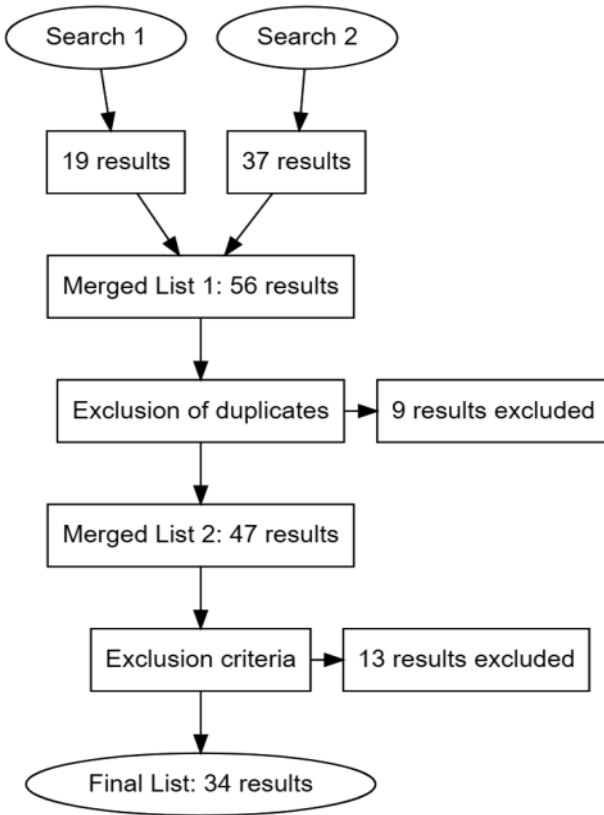 Search 1
Search 2
19 results
37 results
Merged List 1: 56 results
Exclusion of duplicates
9 results excluded
Merged List 2: 47 results
Exclusion criteria
13 results excluded
Final List: 34 results